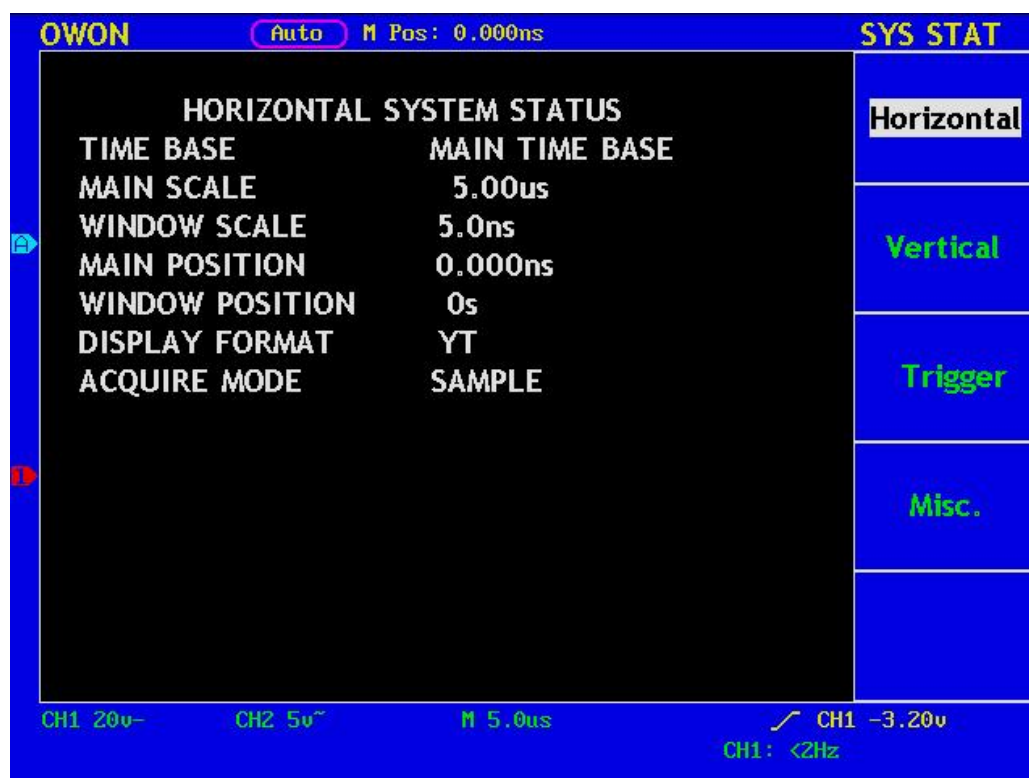 OWON Auto M Pos: 0.000ns SYS STAT
HORIZONTAL SYSTEM STATUS
TIME BASE MAIN TIME BASE
MAIN SCALE 5.00us
WINDOW SCALE 5.0ns
MAIN POSITION 0.000ns
WINDOW POSITION 0s
DISPLAY FORMAT YT
ACQUIRE MODE SAMPLE
Horizontal
Vertical
Trigger
Misc.
A
1
CH1 20v- CH2 5v~ M 5.0us CH1 -3.20v
CH1: <2Hz